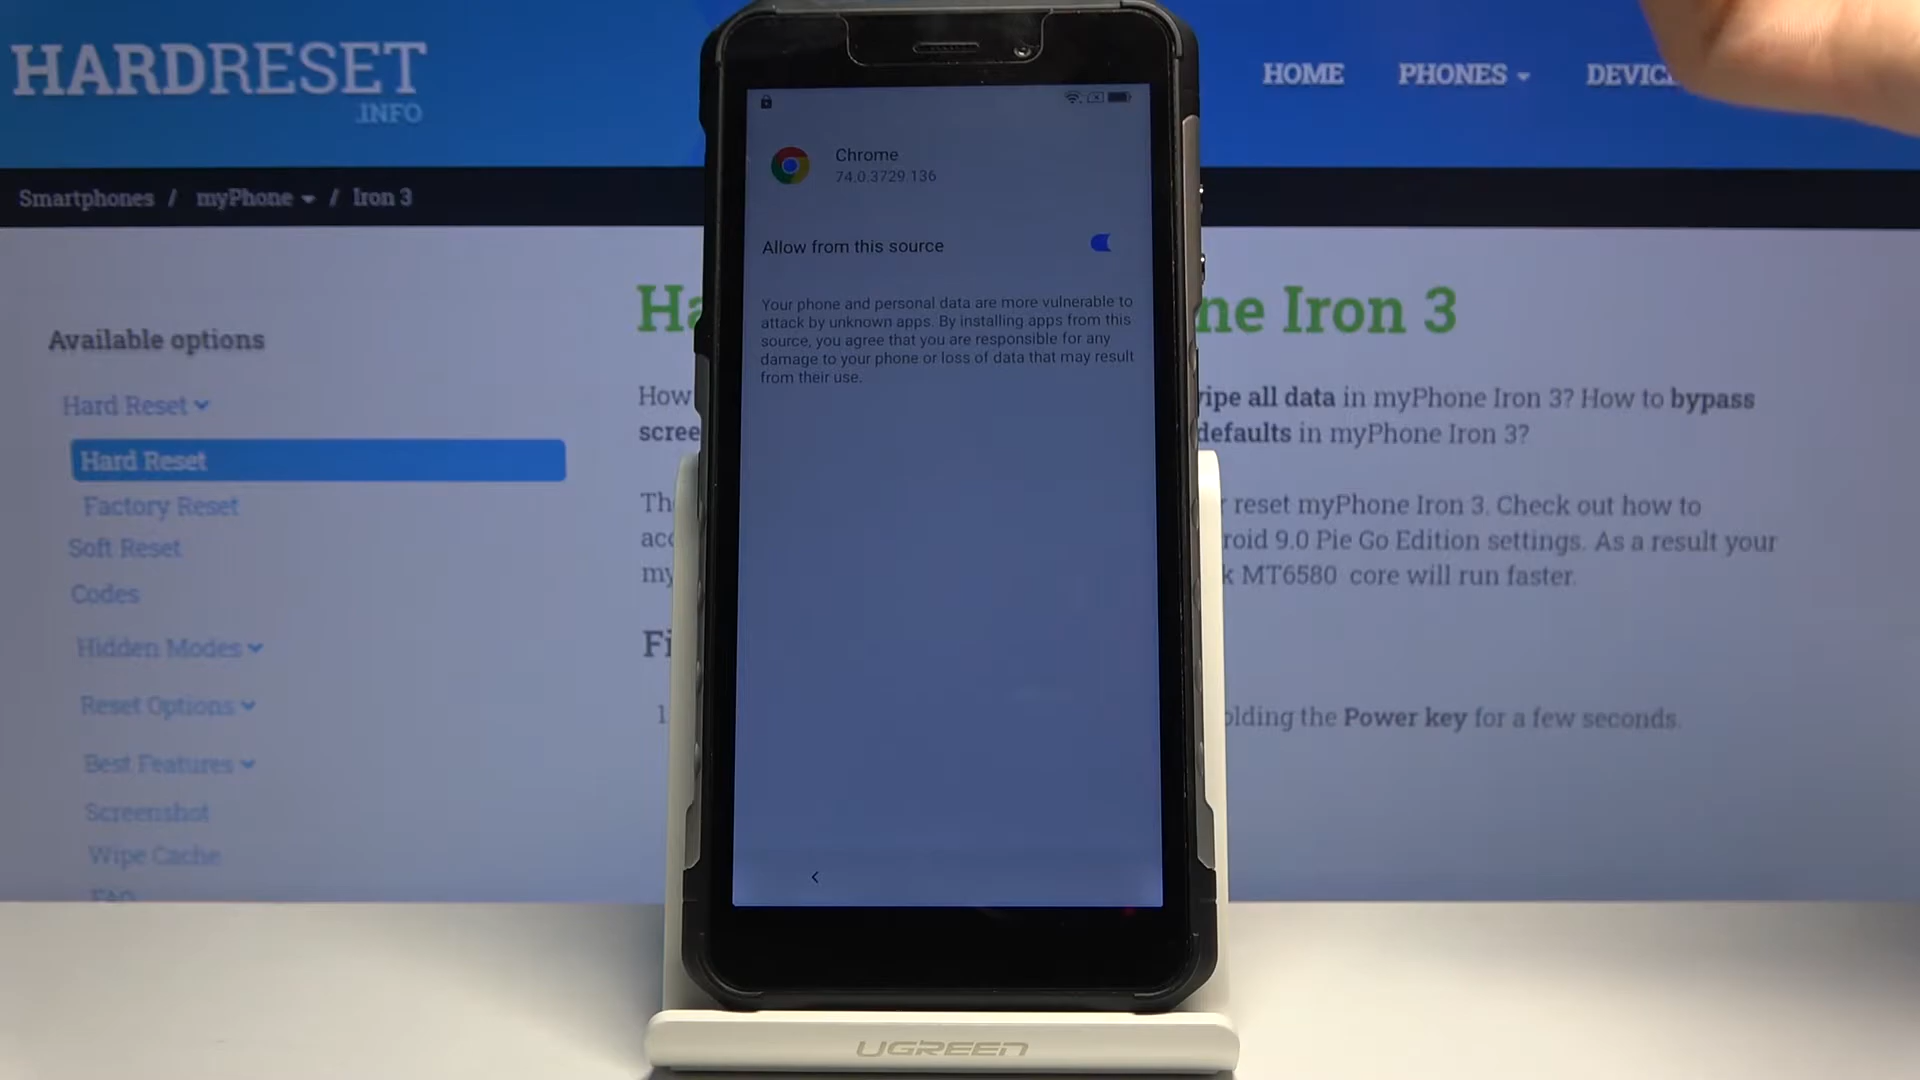 HARDRESET
.INFO
HOME
PHONES
Smartphones / myPhone / Iron 3
Available options
Hard Reset
Hard Reset
Factory Reset
Soft Reset
Codes
Hidden Modes
Reset Options
Best Features
Screenshot
Wipe Cache
FAQ
Chrome
74.0.3729.136
Allow from this source
Your phone and personal data are more vulnerable to
attack by unknown apps. By installing apps from this
source, you agree that you are responsible for any
damage to your phone or loss of data that may result
from their use.
Iron 3
How
all data in myPhone Iron 3? How to bypass
defaults in myPhone Iron 3?
reset myPhone Iron 3. Check out how to
9.0 Pie Go Edition settings. As a result your
MT6580 core will run faster.
1.
the Power key for a few seconds.
UGREEN